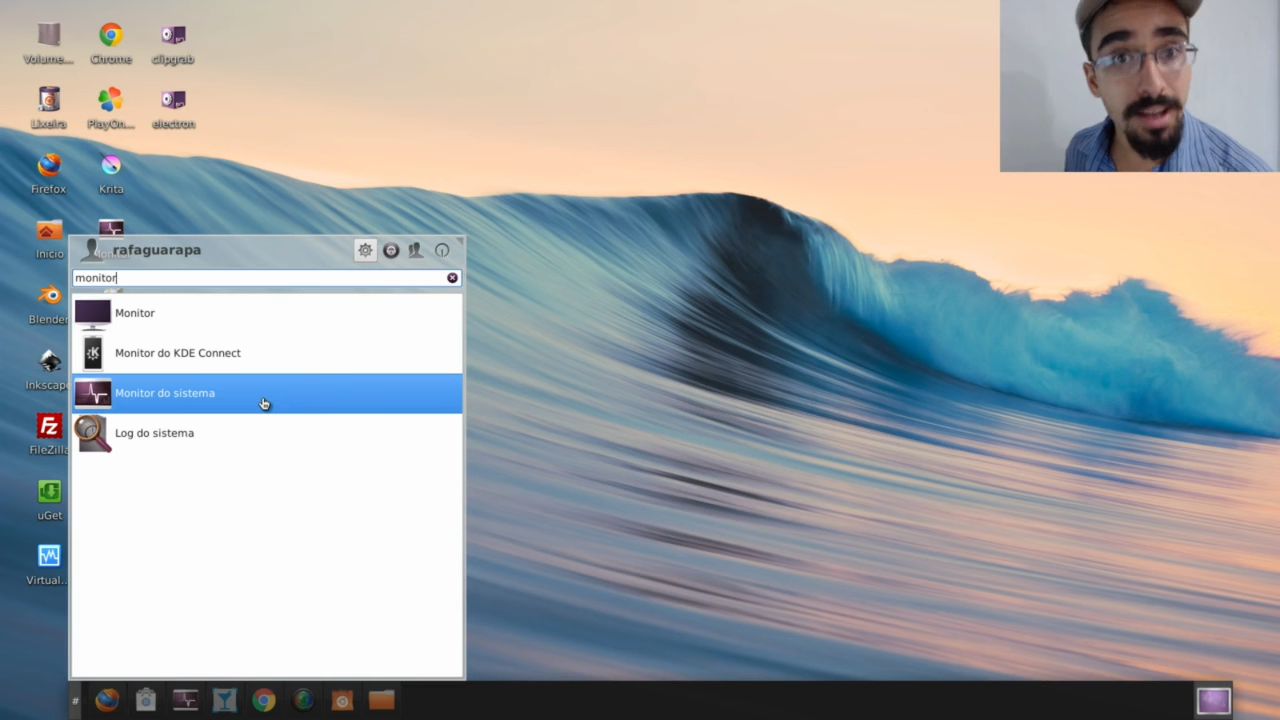 Volume...
Chrome
clipgrab
Lixeira
PlayOn...
electron
Firefox
Krita
Início
rafaguarapa
monitor
Blender
Monitor
Monitor do KDE Connect
Inkscape
Monitor do sistema
FileZilla
Log do sistema
uGet
Virtual...
#